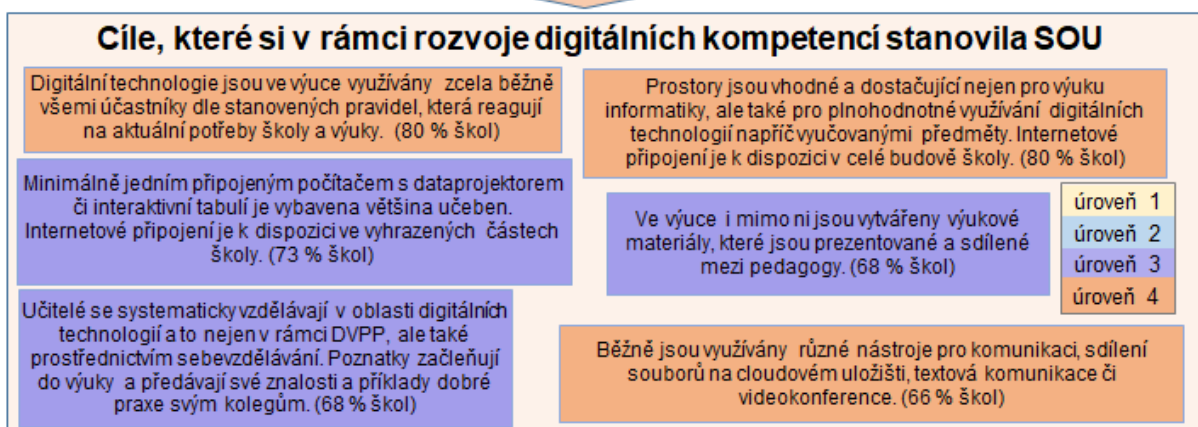 Cíle, které si v rámci rozvoje digitálních kompetencí stanovila SOU
Digitální technologie jsou ve výuce využívány zcela běžně
všemi účastníky dle stanovených pravidel, která reagují
na aktuální potřeby školy a výuky. (80 % škol)
Prostory jsou vhodné a dostačující nejen pro výuku
informatiky, ale také pro plnohodnotné využívání digitálních
technologií napříč vyučovanými předměty. Internetové
připojení je k dispozici v celé budově školy. (80 % škol)
Minimálně jedním připojeným počítačem s dataprojektorem
či interaktivní tabulí je vybavena většina učeben.
Internetové připojení je k dispozici ve vyhrazených částech
školy. (73 % škol)
Ve výuce i mimo ni jsou vytvářeny výukové
materiály, které jsou prezentované a sdílené
mezi pedagogy. (68 % škol)
úroveň 1
úroveň 2
úroveň 3
úroveň 4
Učitelé se systematicky vzdělávají v oblasti digitálních
technologií a to nejen v rámci DVPP, ale také
prostřednictvím sebevzdělávání. Poznatky začleňují
do výuky a předávají své znalosti a příklady dobré
praxe svým kolegům. (68 % škol)
Běžně jsou využívány různé nástroje pro komunikaci, sdílení
souborů na cloudovém uložišti, textová komunikace či
videokonference. (66 % škol)